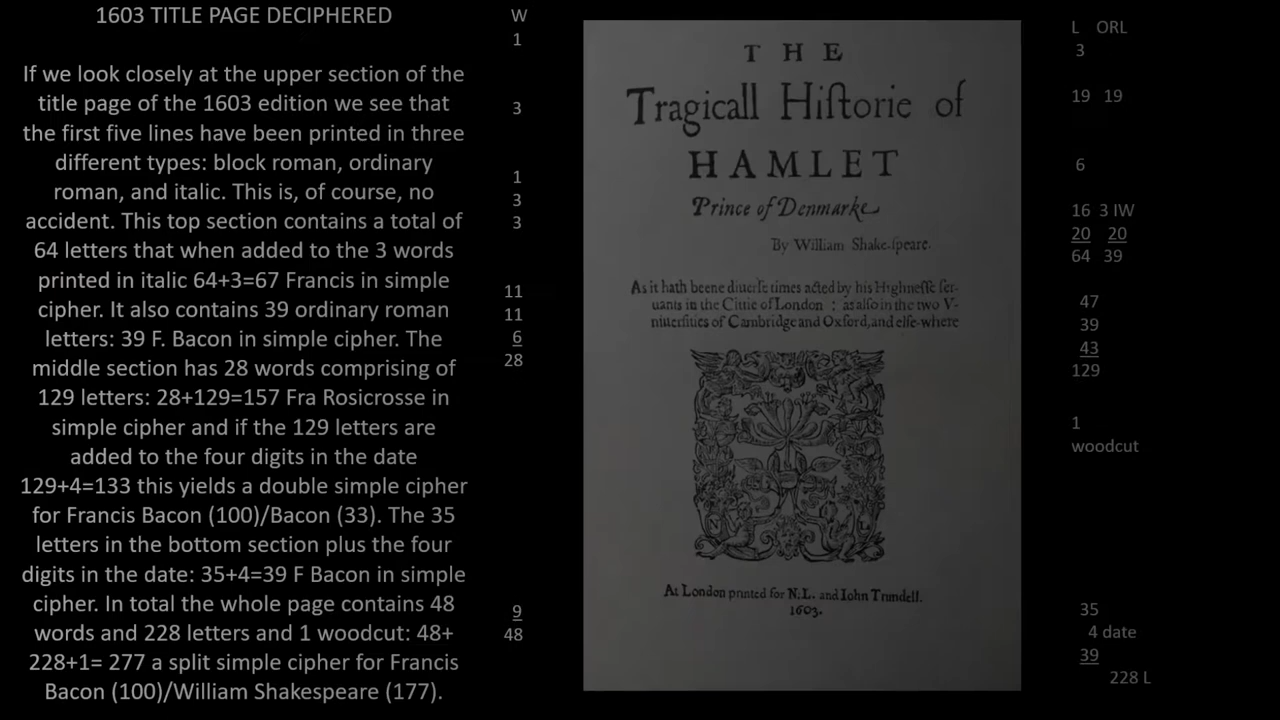 1603 TITLE PAGE DECIPHERED
If we look closely at the upper section of the
title page of the 1603 edition we see that
the first five lines have been printed in three
different types: block roman, ordinary
roman, and italic. This is, of course, no
accident. This top section contains a total of
64 letters that when added to the 3 words
printed in italic 64+3=67 Francis in simple
cipher. It also contains 39 ordinary roman
letters: 39 F. Bacon in simple cipher. The
middle section has 28 words comprising of
129 letters: 28+129=157 Fra Rosicrosse in
simple cipher and if the 129 letters are
added to the four digits in the date
129+4=133 this yields a double simple cipher
for Francis Bacon (100)/Bacon (33). The 35
letters in the bottom section plus the four
digits in the date: 35+4=39 F Bacon in simple
cipher. In total the whole page contains 48
words and 228 letters and 1 woodcut: 48+
228+1= 277 a split simple cipher for Francis
Bacon (100)/William Shakespeare (177).
W
1
3
1
3
3
11
11
6
28
9
48
THE
Tragicall Hiſtorie of
HAMLET
Prince of Denmarke
By William Shake-ſpeare.
As it hath beene diuerſe times acted by his Highneſſe ſer-
uants in the Cittie of London : as alſo in the two V-
niuerſities of Cambridge and Oxford, and elſe-where
N L
At London printed for N.L. and Iohn Trundell.
1603.
L ORL
3
19 19
6
16 3 IW
20 20
64 39
47
39
43
129
1
woodcut
35
4 date
39
228 L